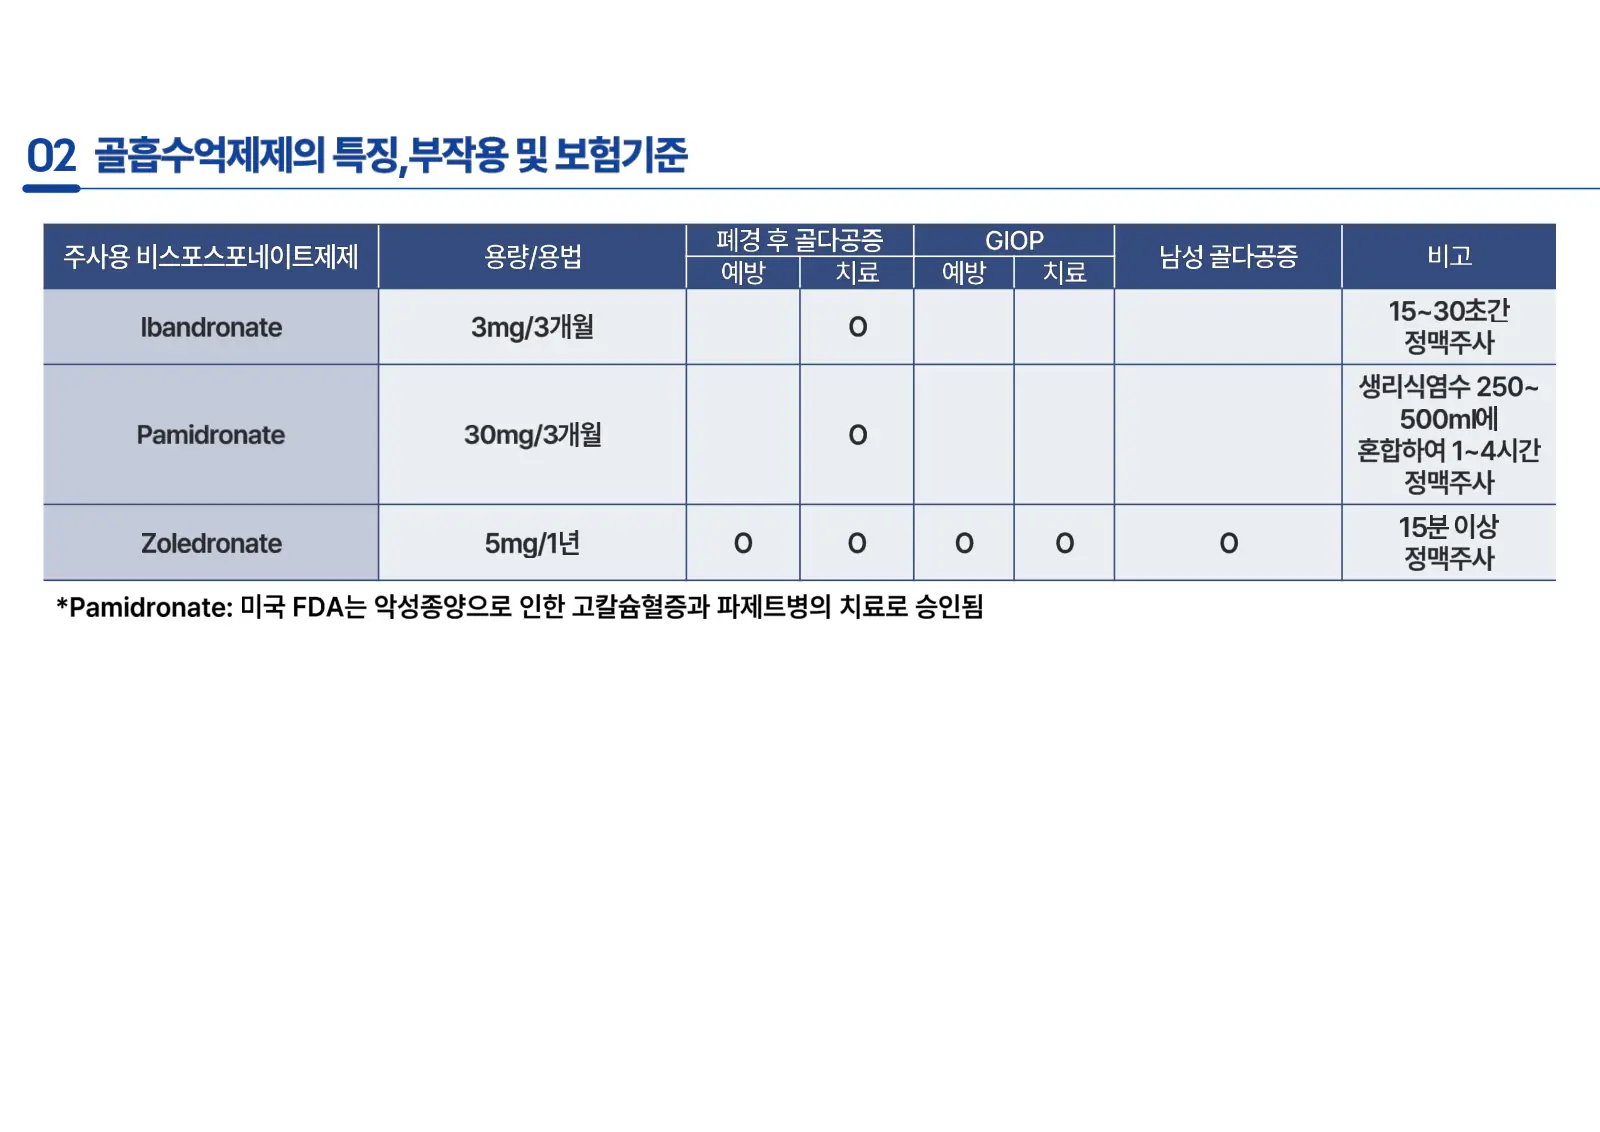 02 골흡수억제제의 특징,부작용 및 보험기준
주사용 비스포스포네이트제제 용량/용법 폐경 후 골다공증 GIOP 남성 골다공증 비고
예방 치료 예방 치료
Ibandronate 3mg/3개월 O 15~30초간
정맥주사
Pamidronate 30mg/3개월 O 생리식염수 250~
500ml에
혼합하여 1~4시간
정맥주사
Zoledronate 5mg/1년 O O O O O 15분 이상
정맥주사
*Pamidronate: 미국 FDA는 악성종양으로 인한 고칼슘혈증과 파제트병의 치료로 승인됨